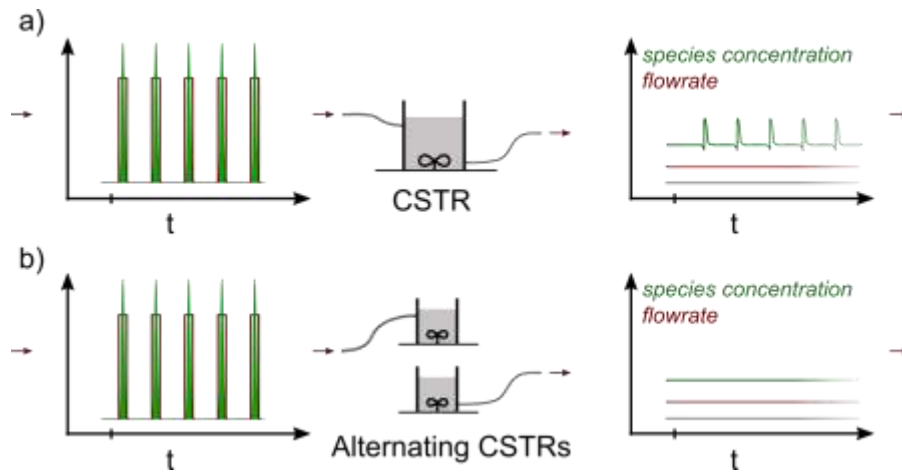 a)
species concentration
flowrate
CSTR
t
t
b)
species concentration
flowrate
Alternating CSTRs
t
t